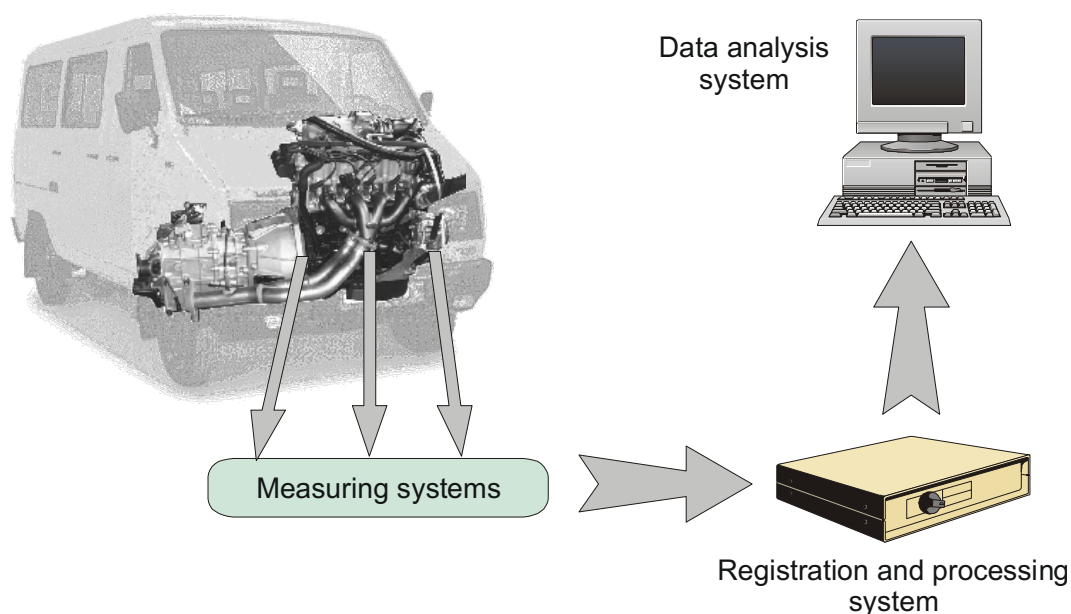 Data analysis
system
Measuring systems
Registration and processing
system